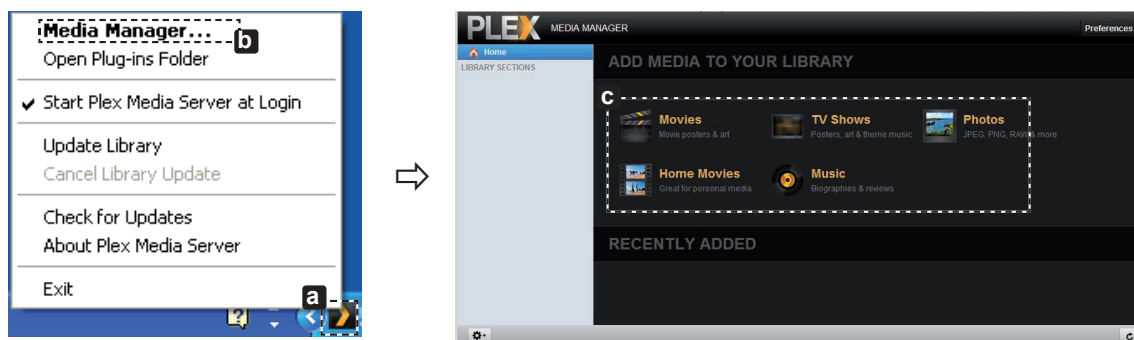 Media Manager...
b
Open Plug-ins Folder
Start Plex Media Server at Login
Update Library
Cancel Library Update
Check for Updates
About Plex Media Server
Exit
a
?
PLEX MEDIA MANAGER
Preferences
Home
LIBRARY SECTIONS
ADD MEDIA TO YOUR LIBRARY
c
Movies
Movie posters & art
TV Shows
Posters, art & theme music
Photos
JPEG, PNG, RAW & more
Home Movies
Great for personal media
Music
Biographies & reviews
RECENTLY ADDED